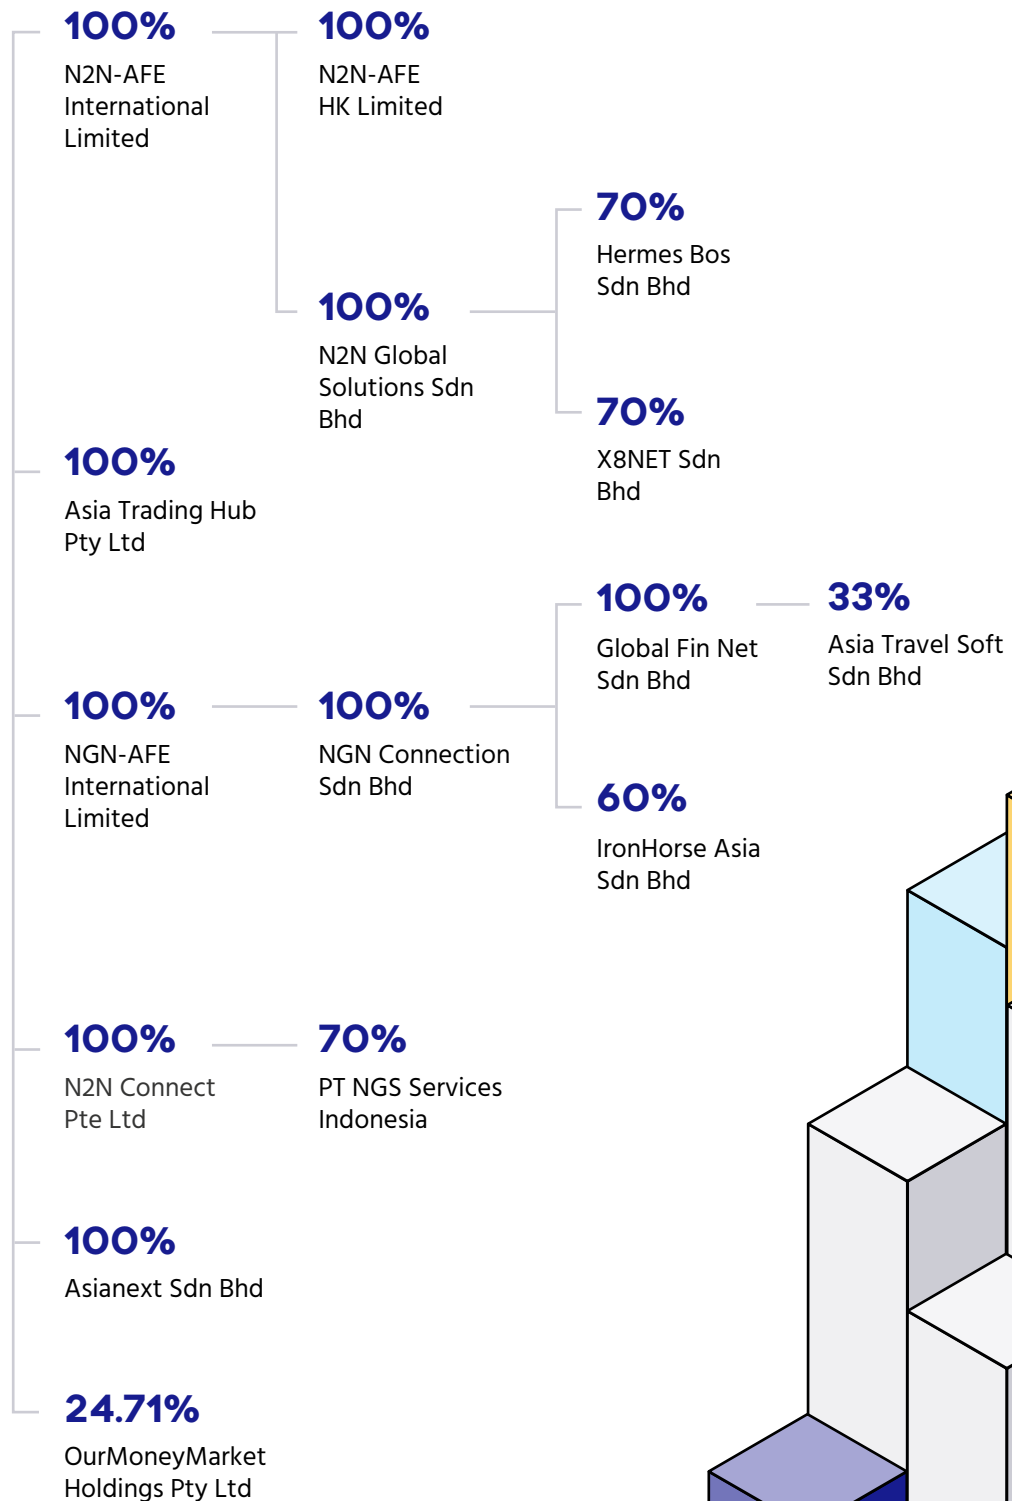 100%
N2N-AFE
International
Limited
100%
N2N-AFE
HK Limited
70%
Hermes Bos
Sdn Bhd
100%
N2N Global
Solutions Sdn
Bhd
70%
X8NET Sdn
Bhd
100%
Asia Trading Hub
Pty Ltd
100%
Global Fin Net
Sdn Bhd
33%
Asia Travel Soft
Sdn Bhd
100%
NGN-AFE
International
Limited
100%
NGN Connection
Sdn Bhd
60%
IronHorse Asia
Sdn Bhd
100%
N2N Connect
Pte Ltd
70%
PT NGS Services
Indonesia
100%
Asianext Sdn Bhd
24.71%
OurMoneyMarket
Holdings Pty Ltd